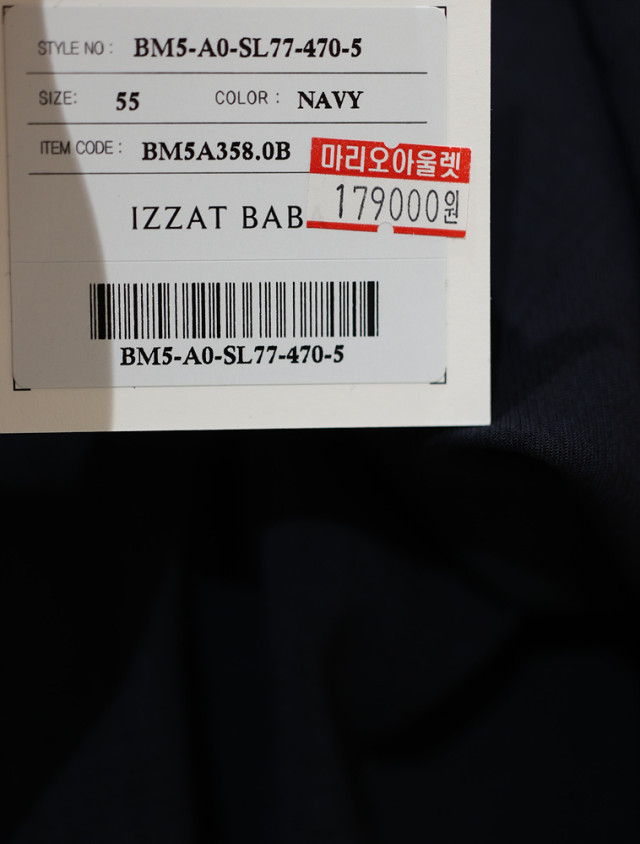 STYLE NO : BM5-A0-SL77-470-5
SIZE: 55 COLOR : NAVY
ITEM CODE : BM5A358.0B
마리오아울렛
179000원
IZZAT BAB
BM5-A0-SL77-470-5